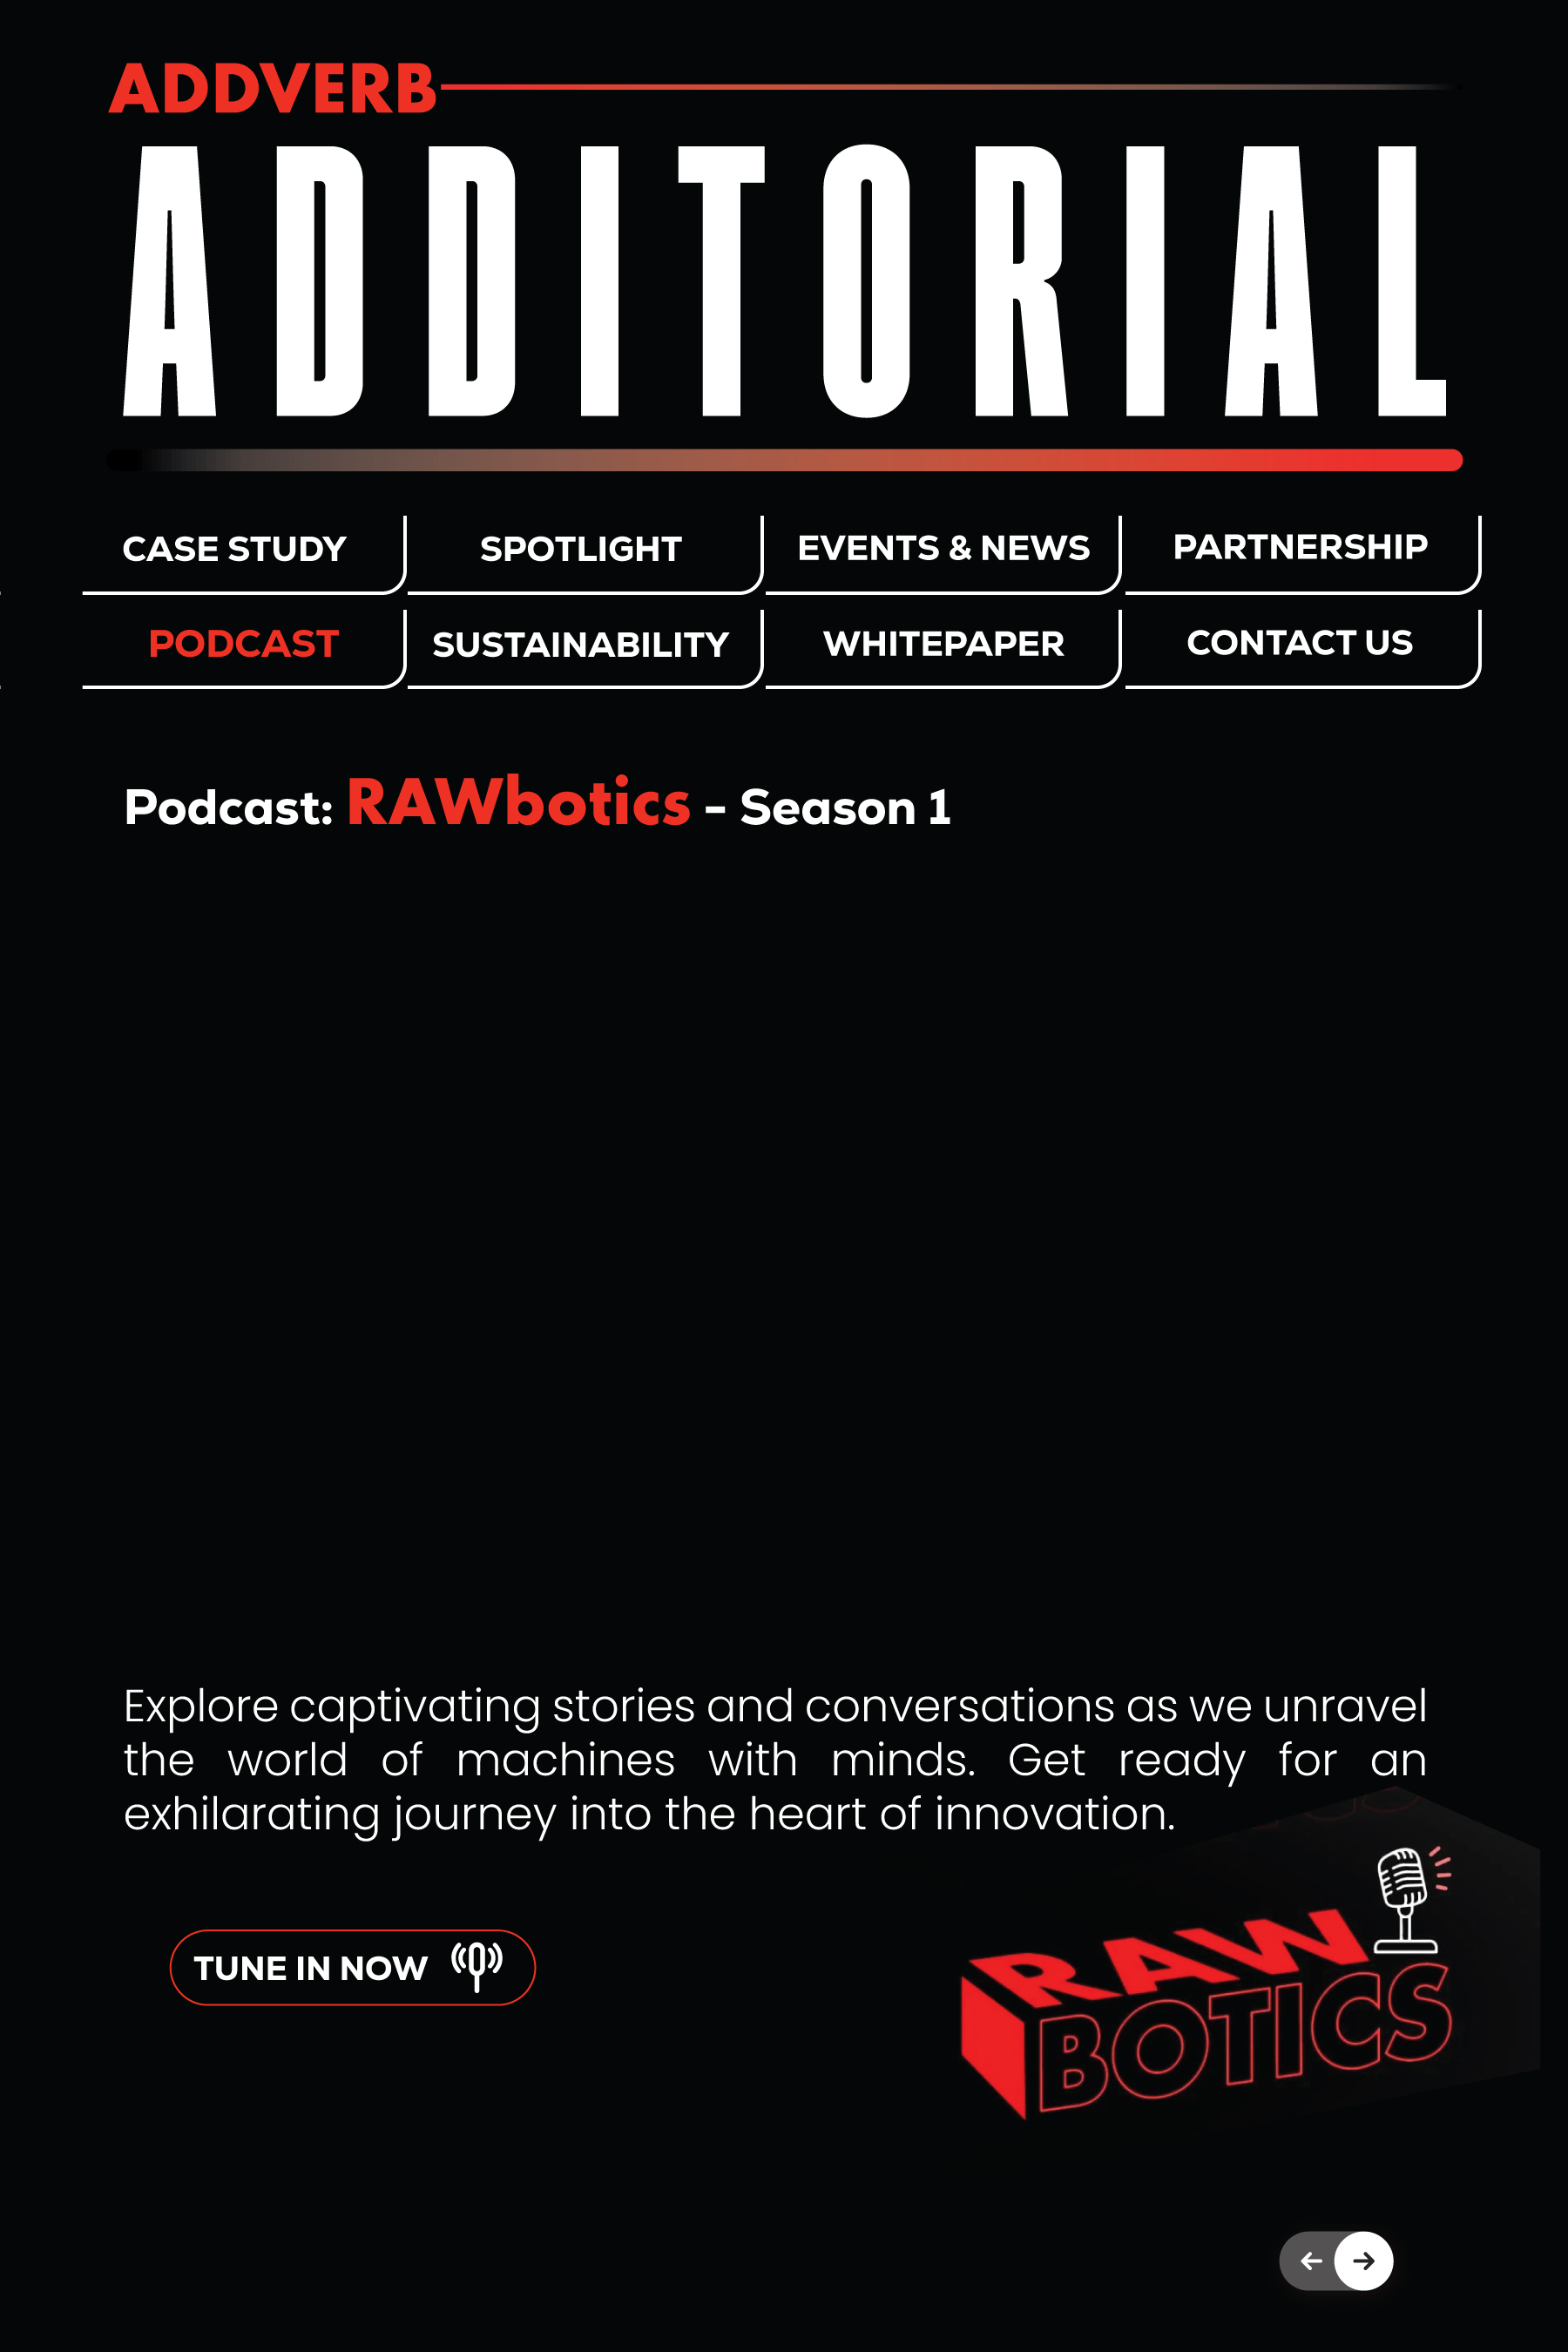 ADDVERB
ADDITORIAL
CASE STUDY
SPOTLIGHT
EVENTS & NEWS
PARTNERSHIP
PODCAST
SUSTAINABILITY
WHITEPAPER
CONTACT US
Podcast: RAWbotics - Season 1
Explore captivating stories and conversations as we unravel
the world of machines with minds. Get ready for an
exhilarating journey into the heart of innovation.
TUNE IN NOW
RAW
BOTICS